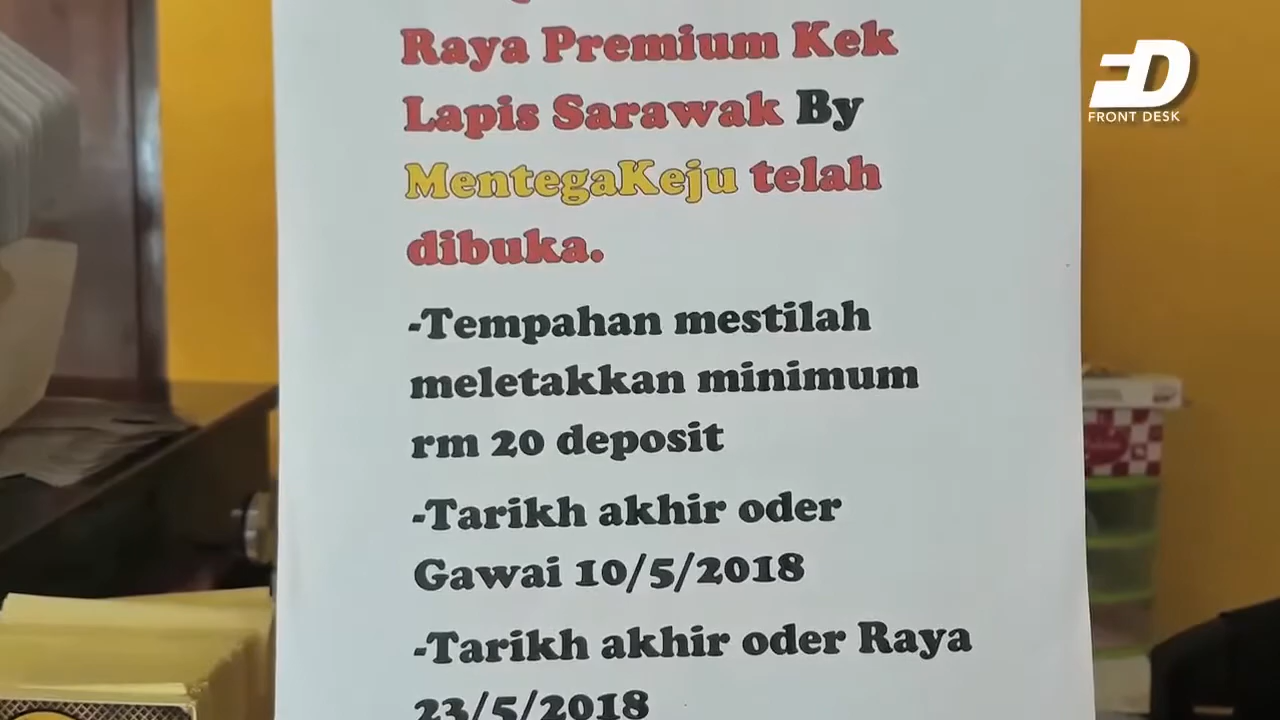 Raya Premium Kek
Lapis Sarawak By
MentegaKeju telah
dibuka.
-Tempahan mestilah
meletakkan minimum
rm 20 deposit
-Tarikh akhir oder
Gawai 10/5/2018
-Tarikh akhir oder Raya
23/5/2018
FD
FRONT DESK